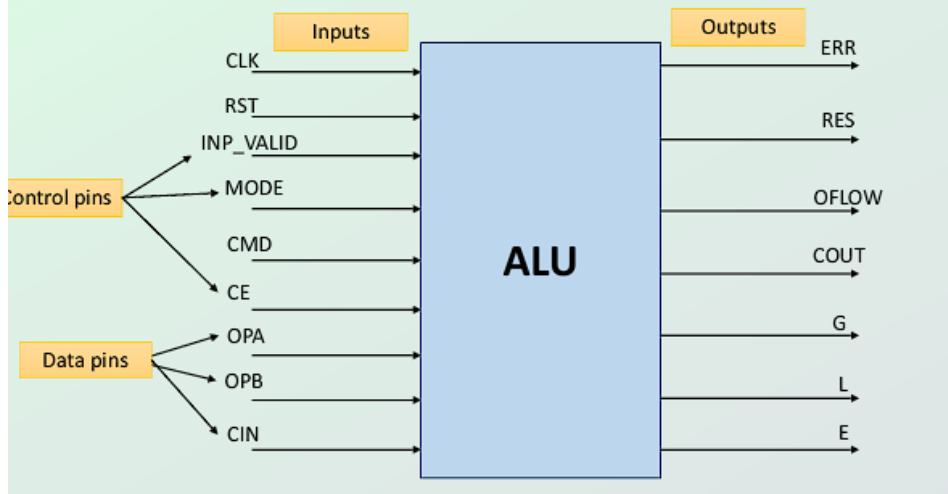 Inputs
Outputs
CLK
RST
INP_VALID
MODE
CMD
CE
OPA
OPB
CIN
Control pins
Data pins
ALU
ERR
RES
OFLOW
COUT
G
L
E